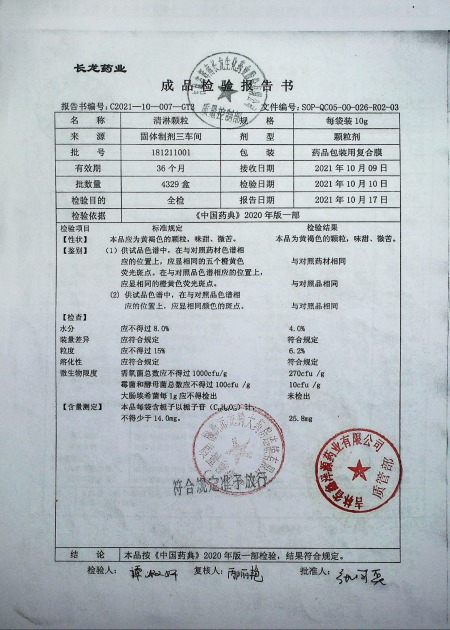 长龙药业
成品检验报告书
报告书编号: C2021-10-007-GT3 文件编号: SOP-QC05-00-026-R02-03
名 称 清淋颗粒 规 格 每袋装10g
来 源 固体制剂三车间 剂 型 颗粒剂
批 号 181211001 包 装 药品包装用复合膜
有效期 36个月 接收日期 2021年10月09日
批数量 4329盒 检验日期 2021年10月10日
检验目的 全检 报告日期 2021年10月17日
检验依据 《中国药典》2020年版一部
检验项目 标准规定 检验结果
【性状】 本品应为黄褐色的颗粒，味甜、微苦。 本品为黄褐色的颗粒，味甜、微苦。
【鉴别】 (1) 供试品色谱中，在与对照药材色谱相
应的位置上，应显相同的五个橙黄色 与对照药材相同
荧光斑点。在与对照品色谱相应的位置上，
应显相同的橙黄色荧光斑点。 与对照品相同
(2) 供试品色谱中，在与对照品色谱相
应的位置上，应显相同颜色的斑点。 与对照品相同
【检查】
水分 应不得过8.0% 4.0%
装量差异 应符合规定 符合规定
粒度 应不得过15% 6.2%
溶化性 应符合规定 符合规定
微生物限度 需氧菌总数应不得过1000cfu/g 270cfu /g
霉菌和酵母菌总数应不得过100cfu /g 10cfu /g
大肠埃希菌每1g应不得检出 未检出
【含量测定】 本品每袋含栀子以栀子苷 计
不得少于14.0mg。 25.8mg
质量控制部
吉林省 药业有限公司
质管部
符合规定准予放行
结 论 本品按《中国药典》2020年版一部检验，结果符合规定。
检验人: 复核人: 批准人: